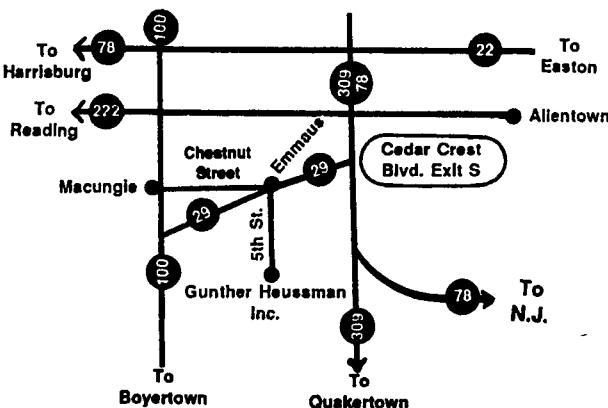 100
To
Harrisburg
78
22
To
Easton
309
78
To
Reading
222
Allentown
Cedar Crest
Blvd. Exit S
Emmaus
Chestnut
Street
29
Macungie
29
5th St.
100
Gunther Heussman
Inc.
78
To
N.J.
309
To
Boyertown
To
Quakertown